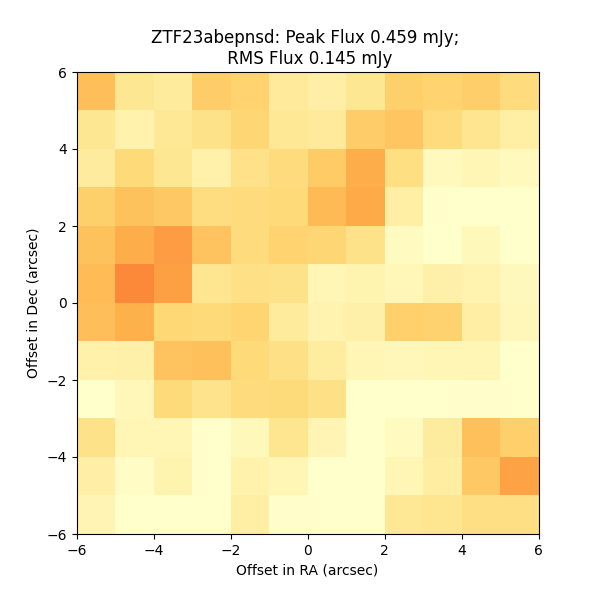 ZTF23abepnsd: Peak Flux 0.459 mJy;
RMS Flux 0.145 mJy
6
4
2
0
−2
−4
−6
Offset in Dec (arcsec)
−6 −4 −2 0 2 4 6
Offset in RA (arcsec)